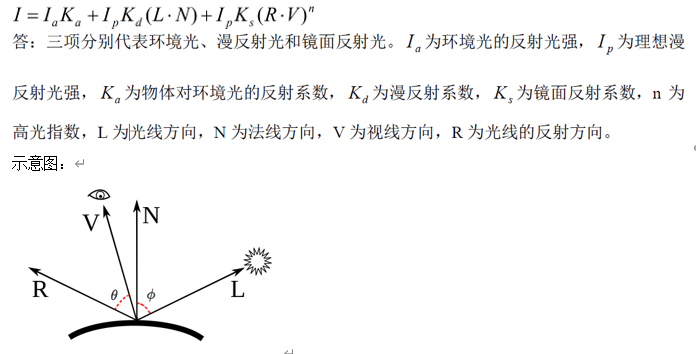 I = I_a K_a + I_p K_d (L · N) + I_p K_s (R · V)^n
答：三项分别代表环境光、漫反射光和镜面反射光。I_a 为环境光的反射光强，I_p 为理想漫
反射光强，K_a 为物体对环境光的反射系数，K_d 为漫反射系数，K_s 为镜面反射系数，n 为
高光指数，L 为光线方向，N 为法线方向，V 为视线方向，R 为光线的反射方向。
示意图：
V N
R θ ϕ L